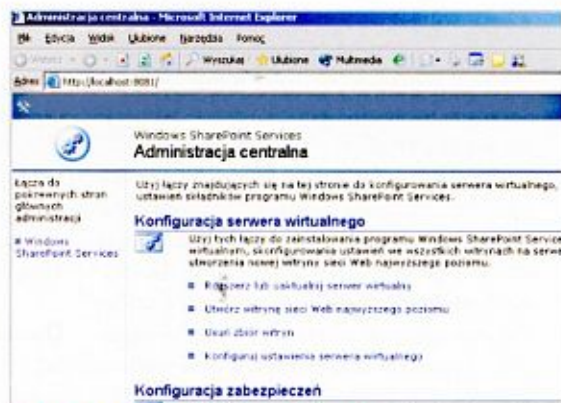 Administracja centralna - Microsoft Internet Explorer
Plik Edycja Widok Ulubione Narzędzia Pomoc
Wstecz Wyszukaj Ulubione Multimedia
Adres http://localhost:8081/
Windows SharePoint Services
Administracja centralna
Łącza do
pokrewnych stron
głównych
administracji
Windows
SharePoint Services
Użyj łączy znajdujących się na tej stronie do konfigurowania serwera wirtualnego,
ustawień składników programu Windows SharePoint Services.
Konfiguracja serwera wirtualnego
Użyj tych łączy do zainstalowania programu Windows SharePoint Service
wirtualnym, skonfigurowania ustawień we wszystkich witrynach na serwe
utworzenia nowej witryny sieci Web najwyższego poziomu.
Rozszerz lub uaktualnij serwer wirtualny
Utwórz witrynę sieci Web najwyższego poziomu
Usuń zbiór witryn
Konfiguruj ustawienia serwera wirtualnego
Konfiguracja zabezpieczeń